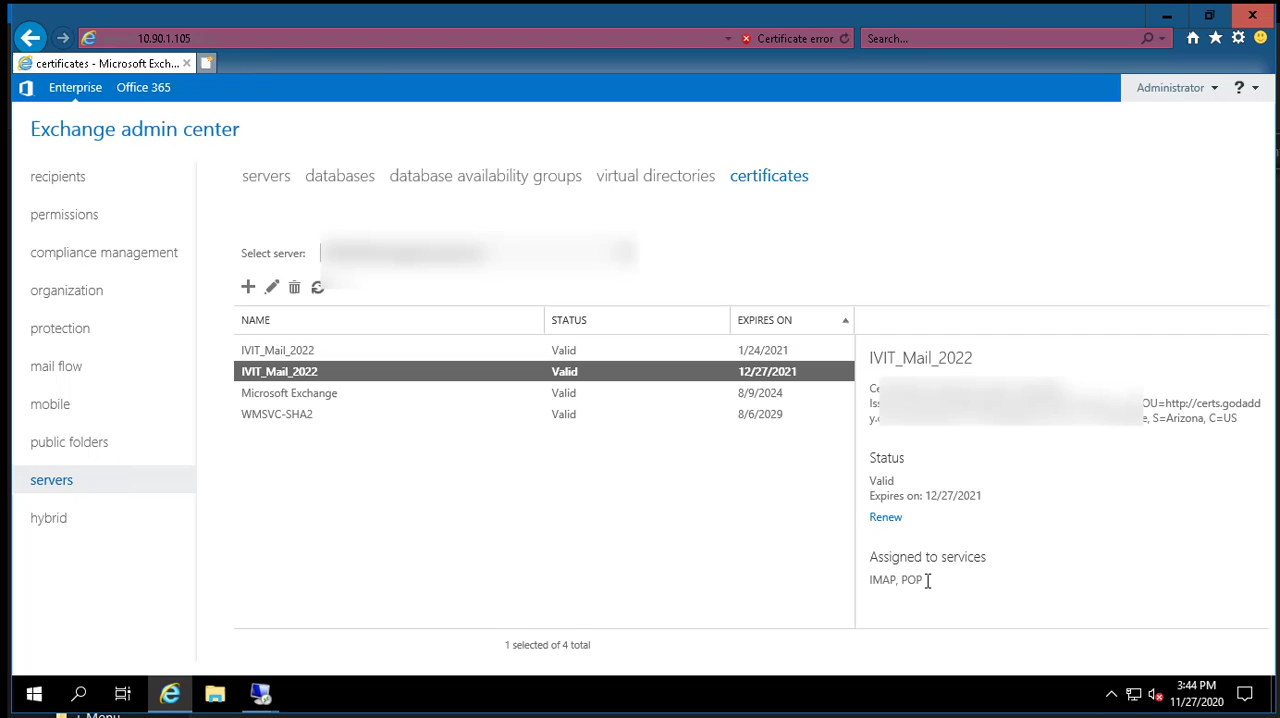 10.90.1.105
Certificate error
Search...
certificates - Microsoft Exch...
Enterprise
Office 365
Administrator
?
Exchange admin center
recipients
permissions
compliance management
organization
protection
mail flow
mobile
public folders
servers
hybrid
servers databases database availability groups virtual directories certificates
Select server:
NAME STATUS EXPIRES ON
IVIT_Mail_2022 Valid 1/24/2021
IVIT_Mail_2022 Valid 12/27/2021
Microsoft Exchange Valid 8/9/2024
WMSVC-SHA2 Valid 8/6/2029
1 selected of 4 total
IVIT_Mail_2022
OU=http://certs.godadd
S=Arizona, C=US
Status
Valid
Expires on: 12/27/2021
Renew
Assigned to services
IMAP, POP
3:44 PM
11/27/2020